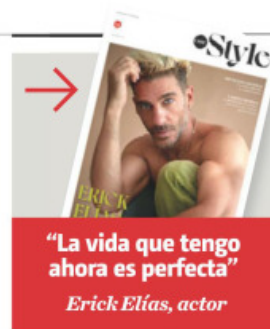 Style
ERICK
ELÍAS
“La vida que tengo
ahora es perfecta”
Erick Elías, actor